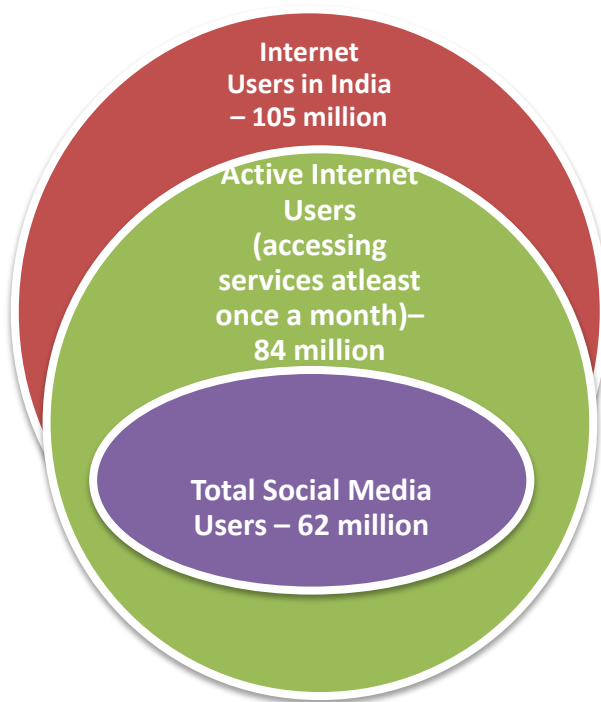 Internet
Users in India
– 105 million
Active Internet
Users
(accessing
services atleast
once a month)–
84 million
Total Social Media
Users – 62 million